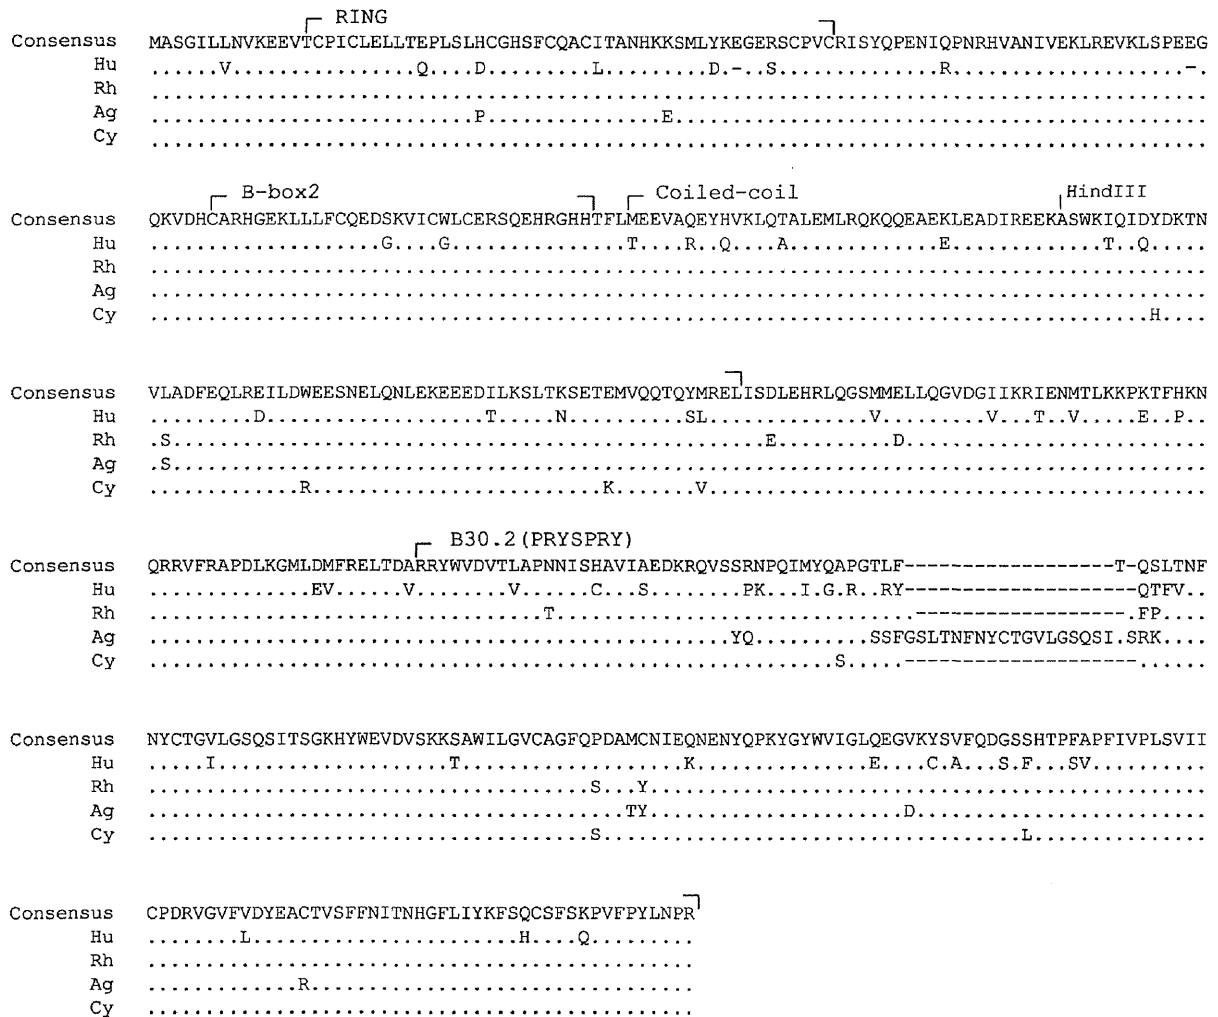 RING
Consensus MASGILLNVKEEVTCPICLELLTEPLSLHCGHSFCQACITANHKKSMLYKEGERSCPVCRISYQPENIQPNRHVANIVEKLREVKLSPEEG
Hu ......V................Q....D.........L.........D.-..S..............R....................-.
Rh ...........................................................................................
Ag ............................P...............E..............................................
Cy ...........................................................................................
B-box2 Coiled-coil HindIII
Consensus QKVDHCARHGEKLLLFCQEDSKVICWLCERSQEHRGHHTFLMEEVAQEYHVKLQTALEMLRQKQQEAEKLEADIREEKASWKIQIDYDKTN
Hu ....................G....G...............T....R..Q....A.............E.............T..Q.....
Rh ...........................................................................................
Ag ...........................................................................................
Cy ......................................................................................H....
Consensus VLADFEQLREILDWEESNELQNLEKEEEDILKSLTKSETEMVQQTQYMRELISDLEHRLQGSMMELLQGVDGIIKRIENMTLKKPKTFHKN
Hu .........D...................T.....N..........SL..............V.........V...T..V.....E..P..
Rh .S...................................................E..........D..........................
Ag .S.........................................................................................
Cy .............R.........................K.......V...........................................
B30.2(PRYSPRY)
Consensus QRRVFRAPDLKGMLDMFRELTDARRYWVDVTLAPNNISHAVIAEDKRQVSSRNPQIMYQAPGTLF------------------T-QSLTNF
Hu ..............EV......V........V......C...S........PK...I.G.R..RY--------------------QTFV..
Rh ..................................T...............................------------------.FP....
Ag ..................................................YQ..........SSFGSLTNFNYCTGVLGSQSI.SRK....
Cy ...........................................................S.....--------------------......
Consensus NYCTGVLGSQSITSGKHYWEVDVSKKSAWILGVCAGFQPDAMCNIEQNENYQPKYGYWVIGLQEGVKYSVFQDGSSHTPFAPFIVPLSVII
Hu .....I....................T...................K...............E....C.A...S.F...SV..........
Rh ......................................S...Y................................................
Ag .........................................TY......................D.........................
Cy ......................................S....................................L...............
Consensus CPDRVGVFVDYEACTVSFFNITNHGFLIYKFSQCSFSKPVFPYLNPR
Hu ........L.......................H....Q.........
Rh ...............................................
Ag .............R.................................
Cy ...............................................